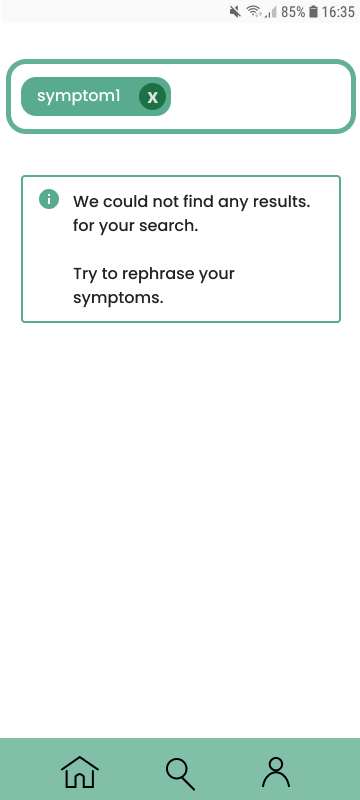 85% 16:35
symptom1 X
We could not find any results.
for your search.
Try to rephrase your
symptoms.